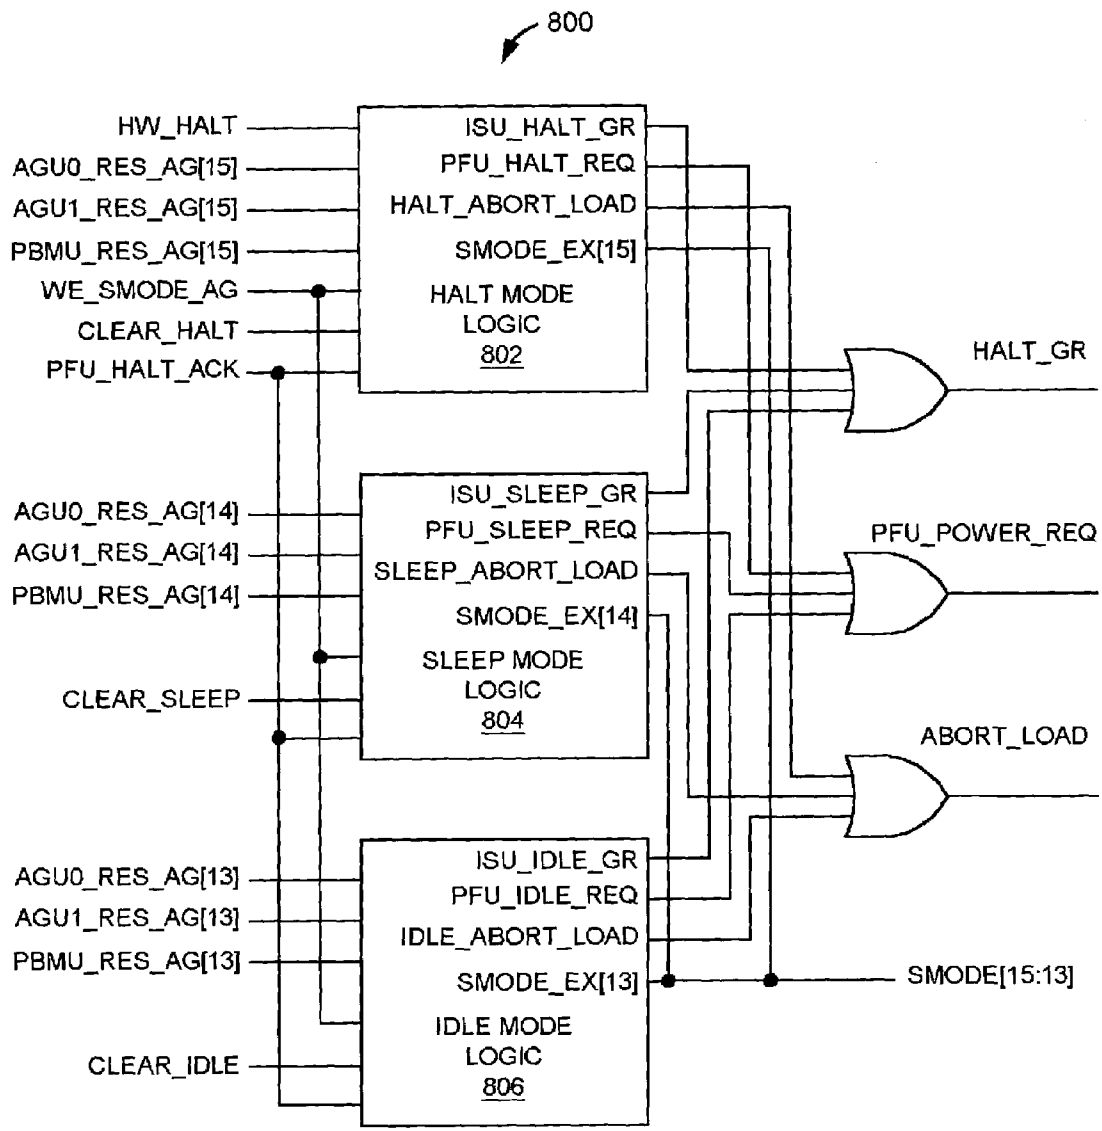 800
HW_HALT
AGU0_RES_AG[15]
AGU1_RES_AG[15]
PBMU_RES_AG[15]
WE_SMODE_AG
CLEAR_HALT
PFU_HALT_ACK
ISU_HALT_GR
PFU_HALT_REQ
HALT_ABORT_LOAD
SMODE_EX[15]
HALT MODE
LOGIC
802
HALT_GR
AGU0_RES_AG[14]
AGU1_RES_AG[14]
PBMU_RES_AG[14]
CLEAR_SLEEP
ISU_SLEEP_GR
PFU_SLEEP_REQ
SLEEP_ABORT_LOAD
SMODE_EX[14]
SLEEP MODE
LOGIC
804
PFU_POWER_REQ
ABORT_LOAD
AGU0_RES_AG[13]
AGU1_RES_AG[13]
PBMU_RES_AG[13]
CLEAR_IDLE
ISU_IDLE_GR
PFU_IDLE_REQ
IDLE_ABORT_LOAD
SMODE_EX[13]
IDLE MODE
LOGIC
806
SMODE[15:13]